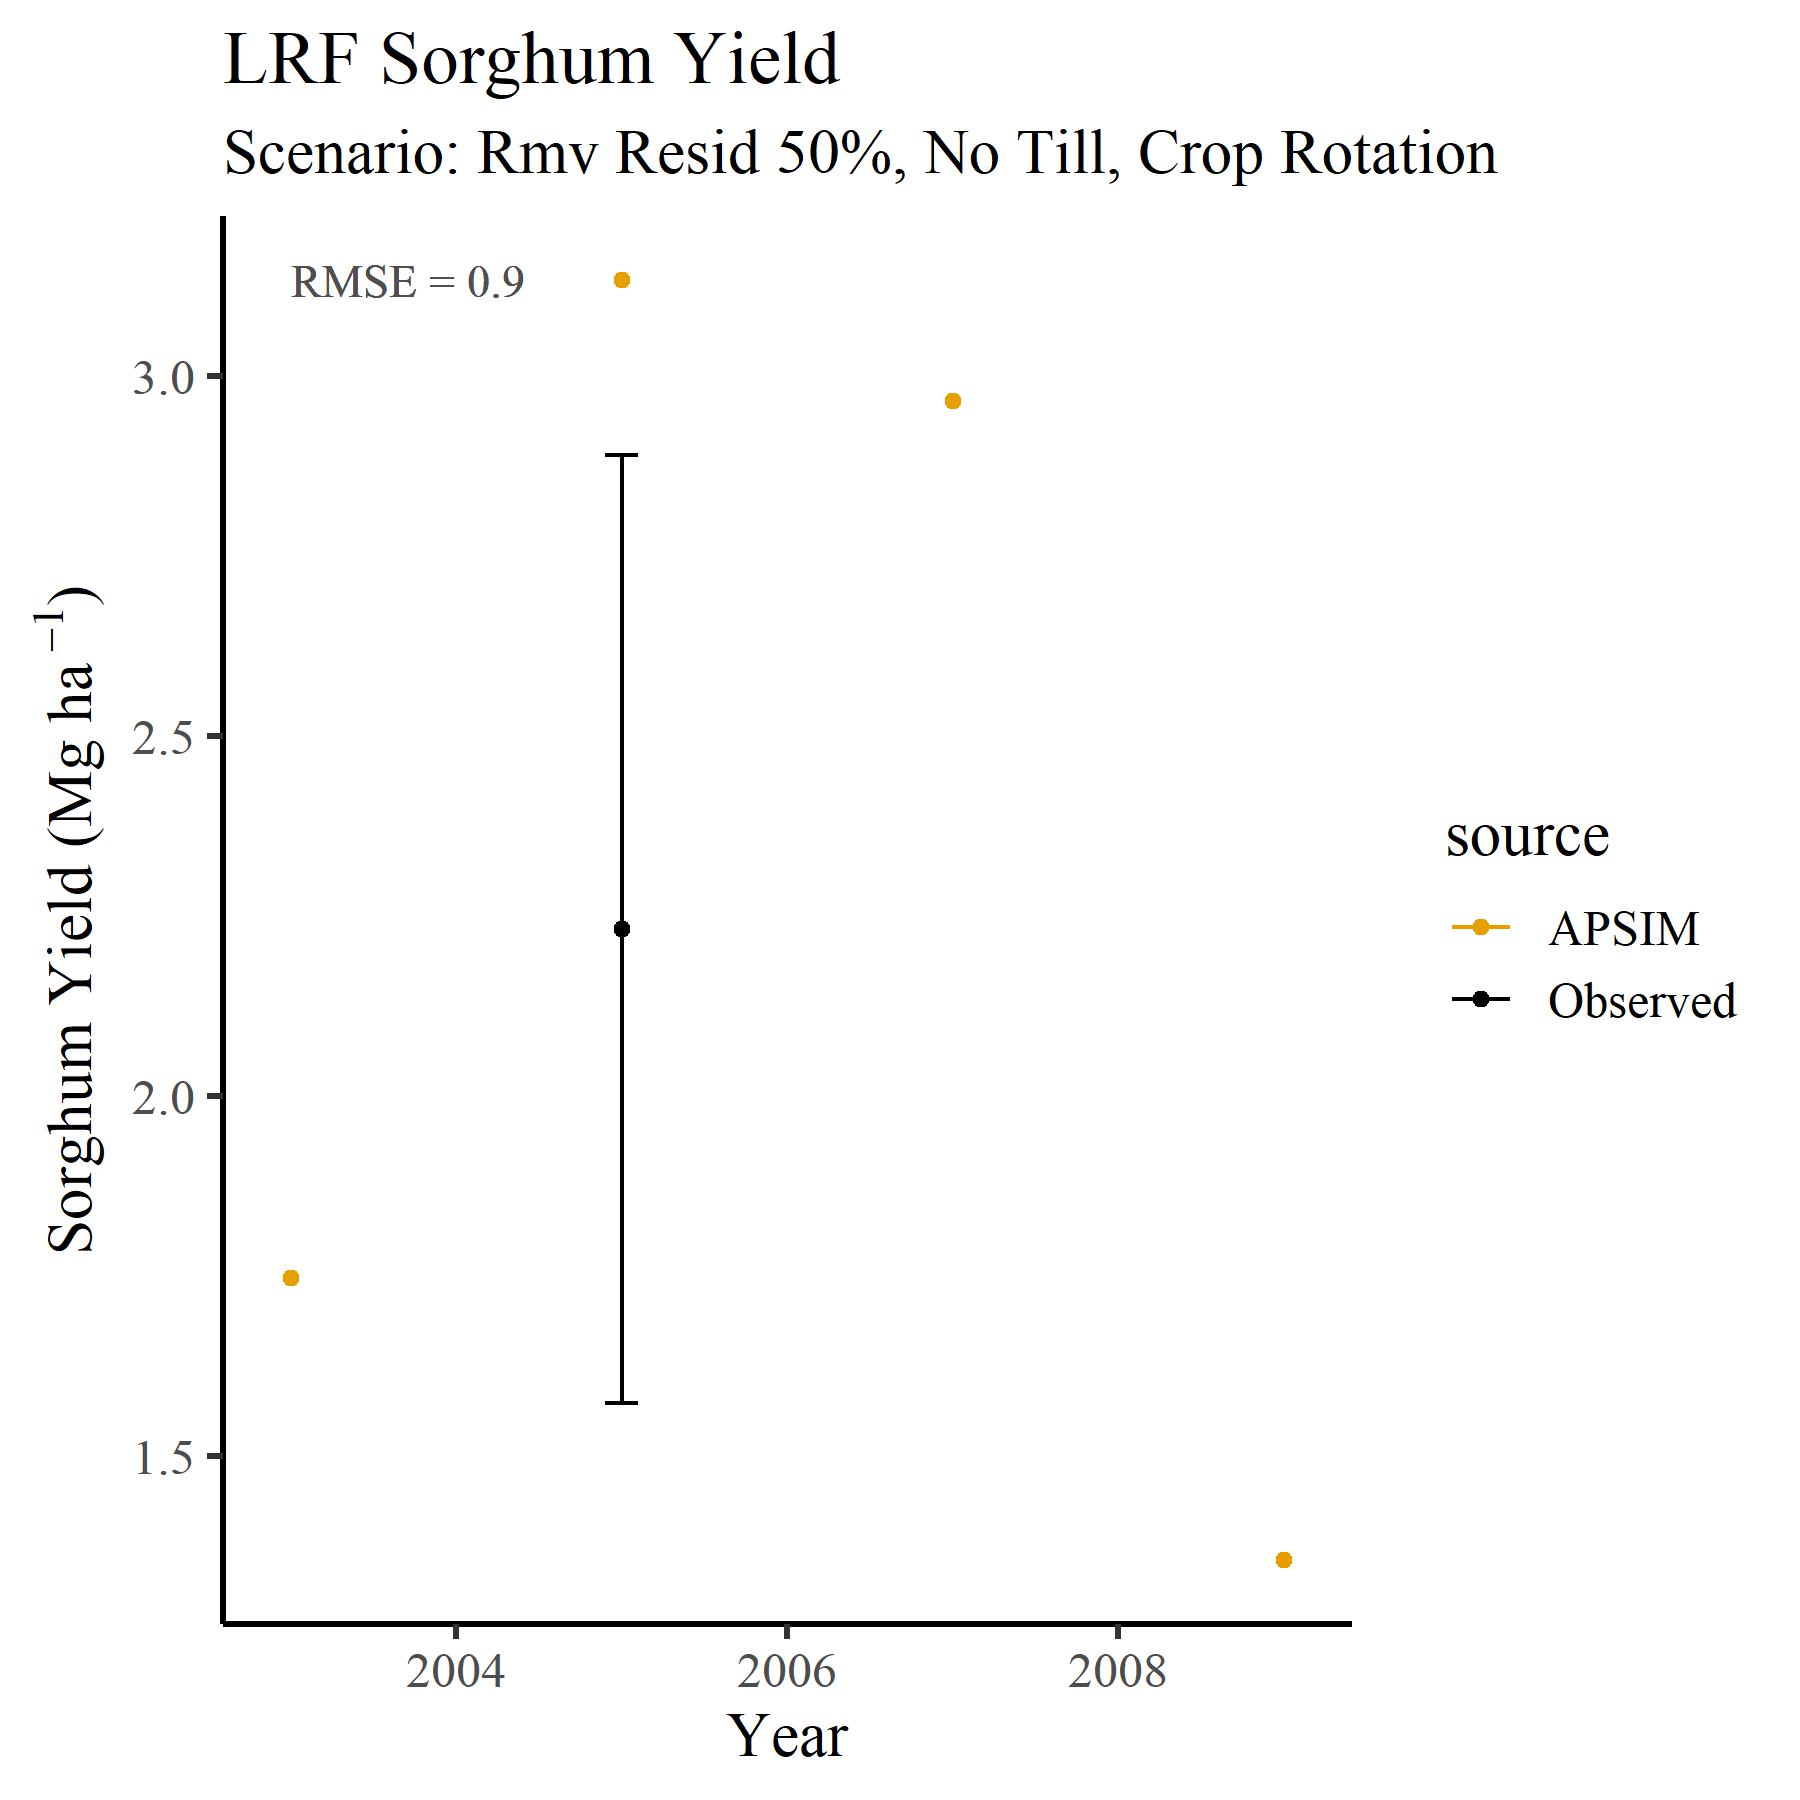 LRF Sorghum Yield
Scenario: Rmv Resid 50%, No Till, Crop Rotation
RMSE = 0.9
3.0
2.5
2.0
1.5
Sorghum Yield (Mg ha⁻¹)
2004 2006 2008
Year
source
APSIM
Observed